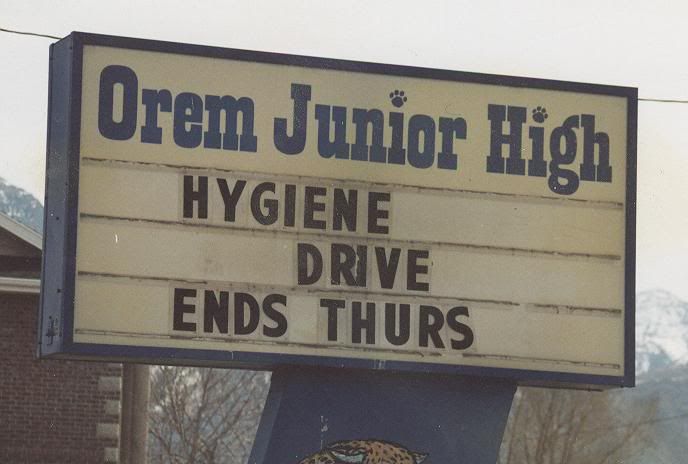 Orem Junior High
HYGIENE
DRIVE
ENDS THURS